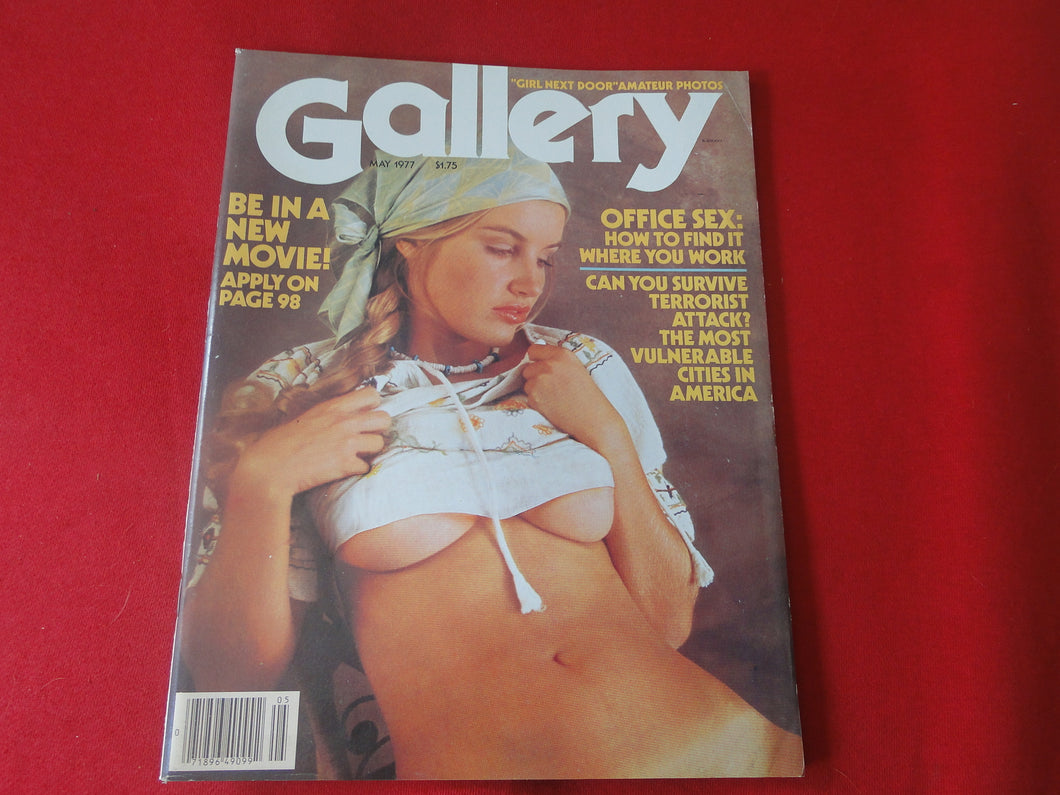 "GIRL NEXT DOOR" AMATEUR PHOTOS
Gallery
MAY 1977 $1.75
BE IN A
NEW
MOVIE!
APPLY ON
PAGE 98
OFFICE SEX:
HOW TO FIND IT
WHERE YOU WORK
CAN YOU SURVIVE
TERRORIST
ATTACK?
THE MOST
VULNERABLE
CITIES IN
AMERICA
05
0 71896 49099